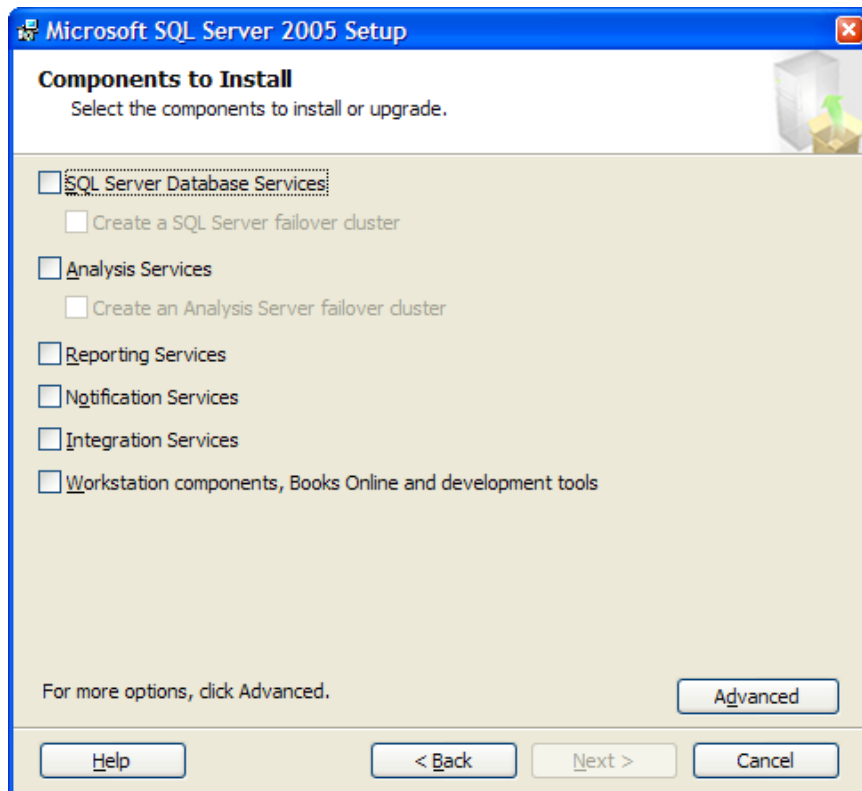 Microsoft SQL Server 2005 Setup
Components to Install
Select the components to install or upgrade.
SQL Server Database Services
Create a SQL Server failover cluster
Analysis Services
Create an Analysis Server failover cluster
Reporting Services
Notification Services
Integration Services
Workstation components, Books Online and development tools
For more options, click Advanced.
Advanced
Help
< Back
Next >
Cancel